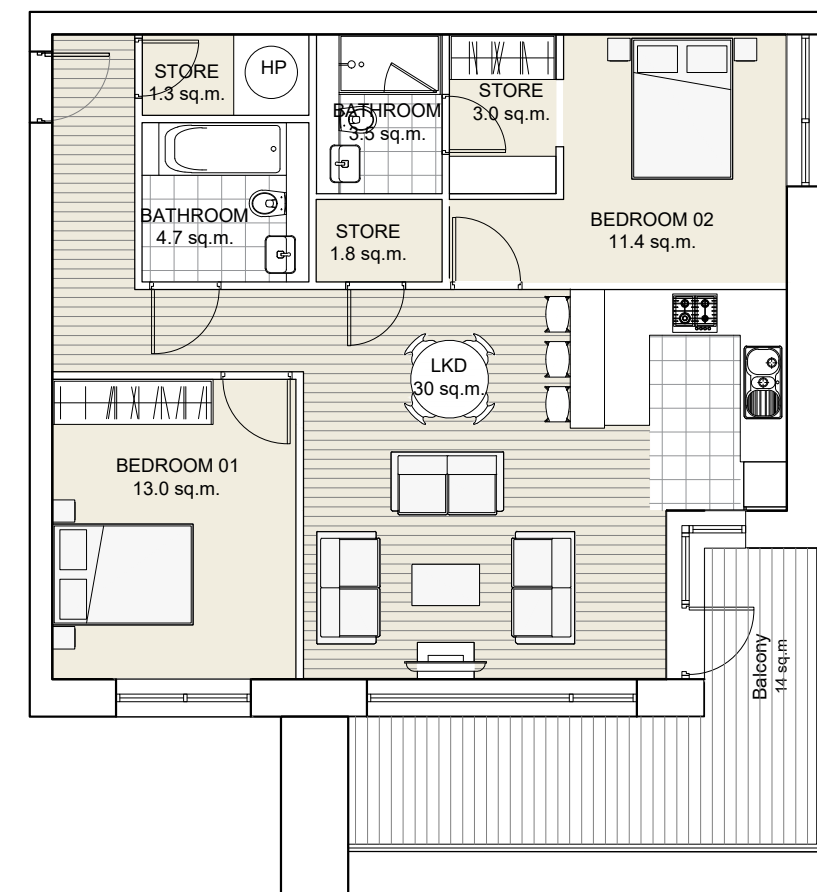 STORE
1.3 sq.m.
HP
BATHROOM
3.5 sq.m.
STORE
3.0 sq.m.
BATHROOM
4.7 sq.m.
STORE
1.8 sq.m.
BEDROOM 02
11.4 sq.m.
LKD
30 sq.m.
BEDROOM 01
13.0 sq.m.
Balcony
14 sq.m